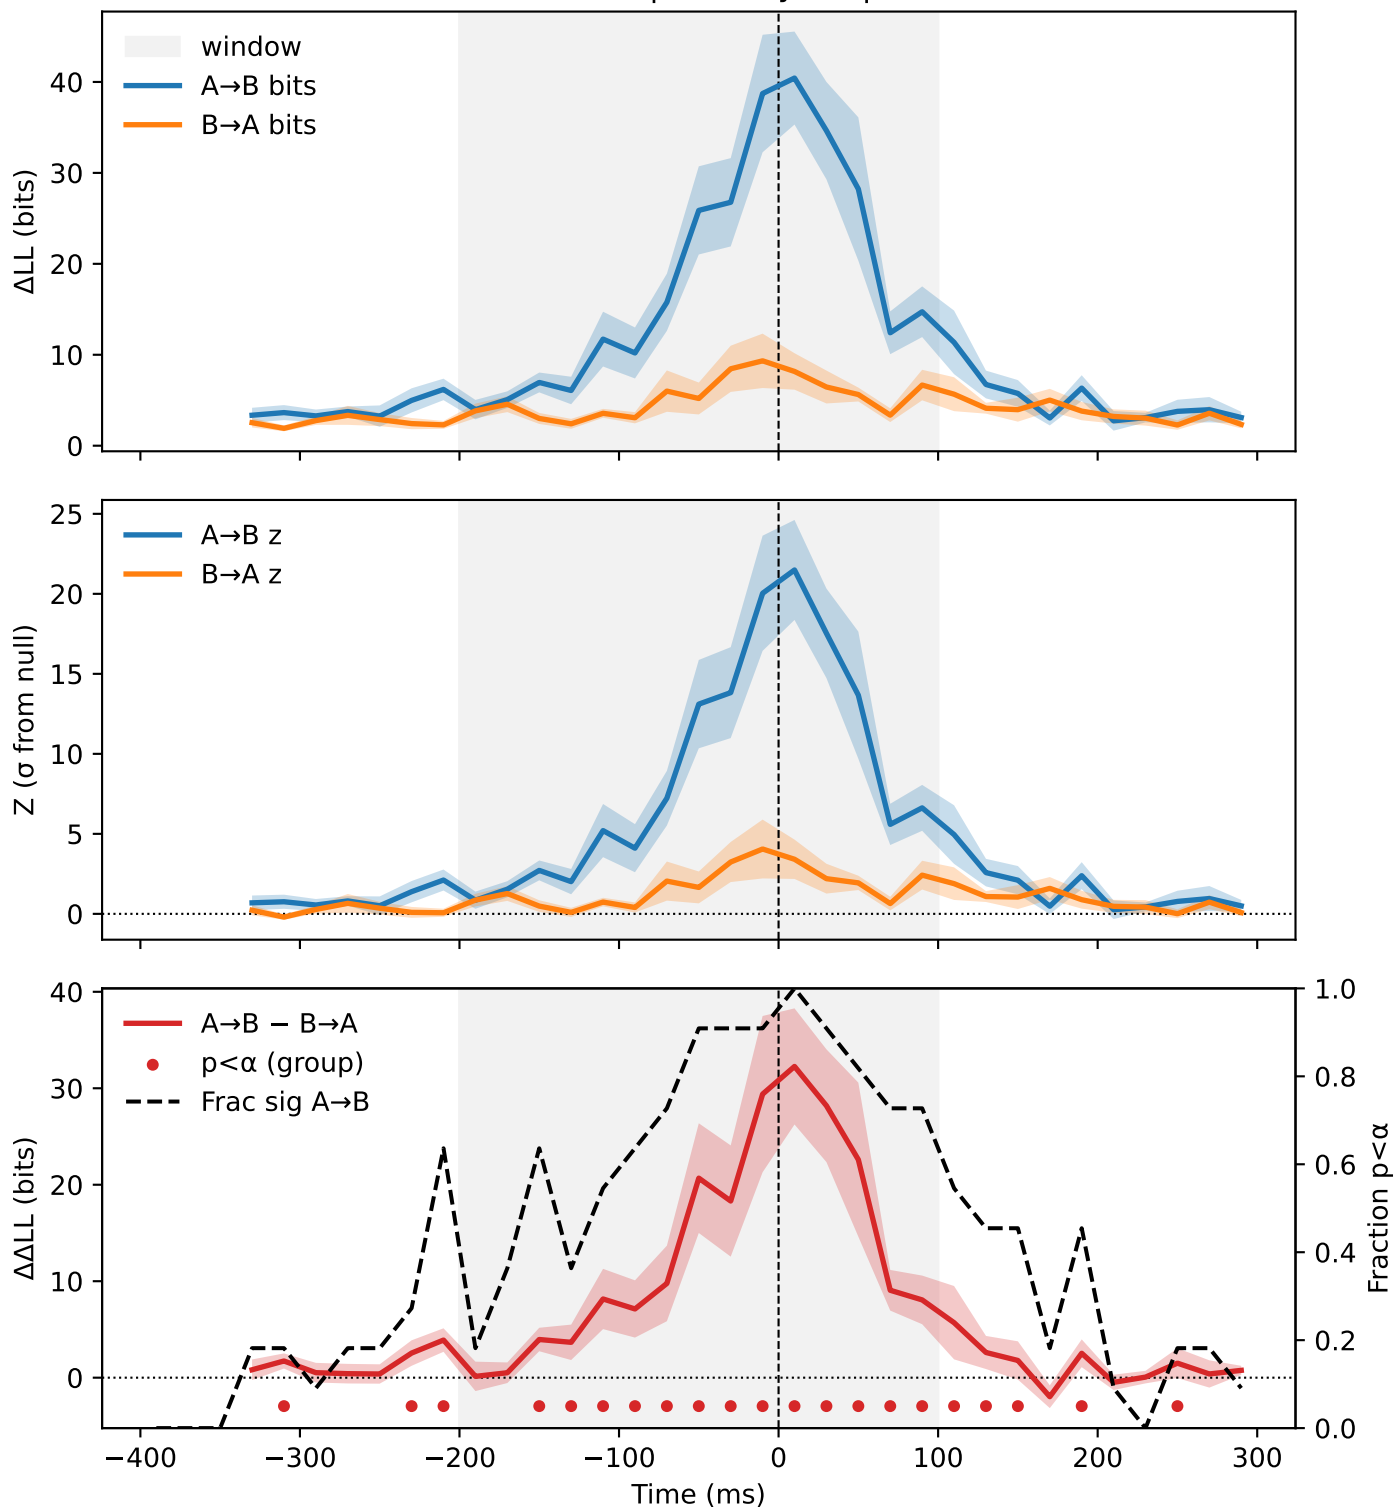 window
A→B bits
B→A bits
ΔLL (bits)
40
30
20
10
0
A→B z
B→A z
Z (σ from null)
25
20
15
10
5
0
A→B − B→A
p<α (group)
Frac sig A→B
ΔΔLL (bits)
40
30
20
10
0
1.0
0.8
0.6
0.4
0.2
0.0
Fraction p<α
−400 −300 −200 −100 0 100 200 300
Time (ms)